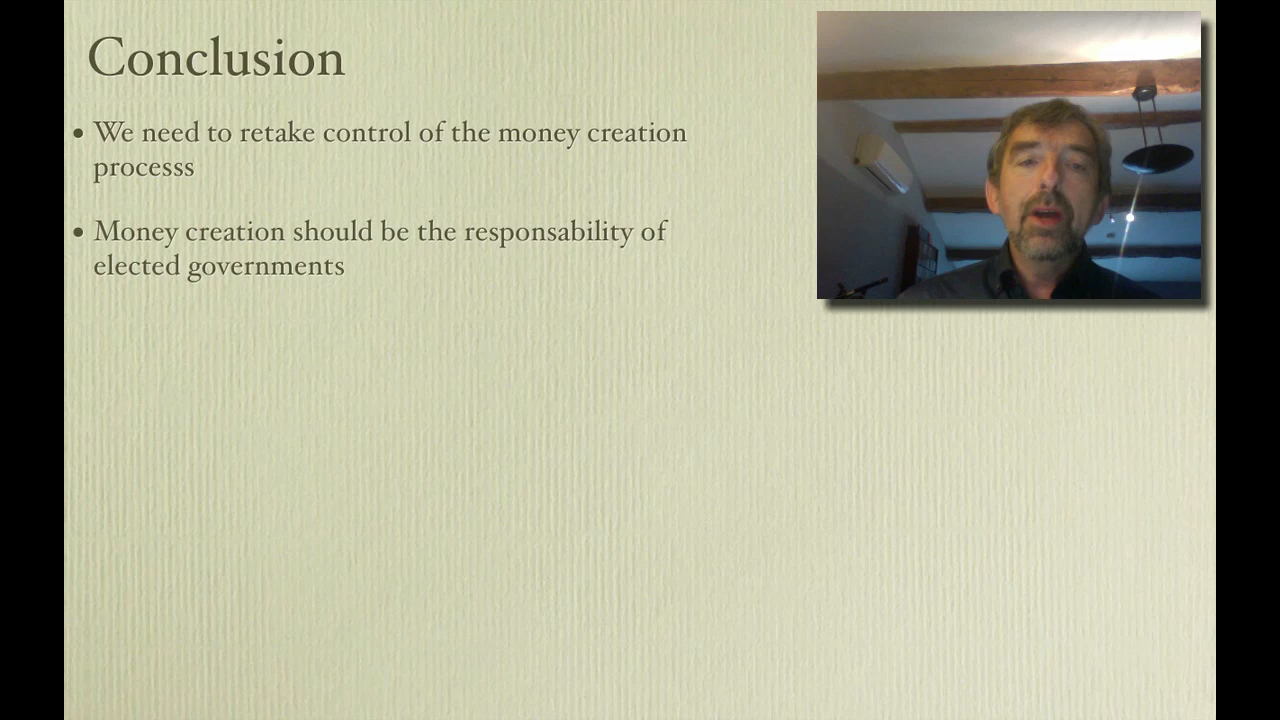 Conclusion
• We need to retake control of the money creation
processs
• Money creation should be the responsability of
elected governments